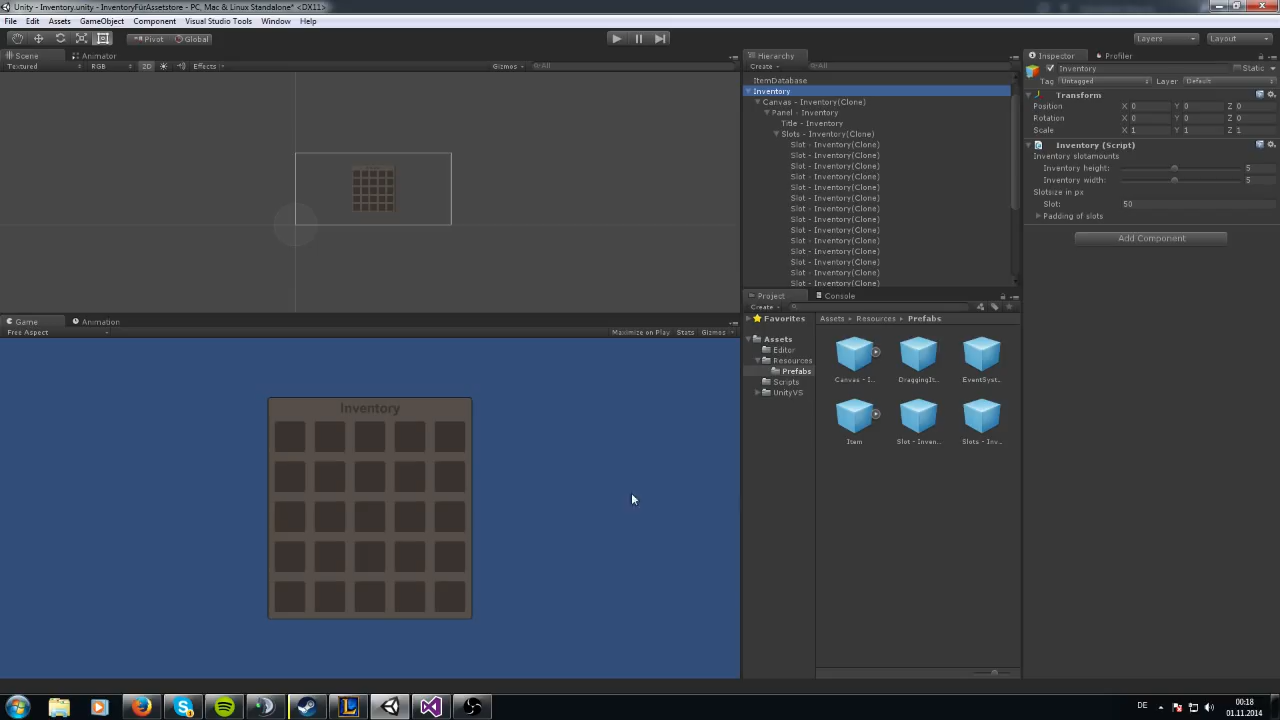 Unity - Inventory.unity - InventoryFürAssetstore - PC, Mac & Linux Standalone* <DX11>
File Edit Assets GameObject Component Visual Studio Tools Window Help
Pivot Global Layers Layout
Scene Animator
Textured RGB 2D Effects Gizmos All
Hierarchy
Create All
ItemDatabase
Inventory
Canvas - Inventory(Clone)
Panel - Inventory
Title - Inventory
Slots - Inventory(Clone)
Slot - Inventory(Clone)
Slot - Inventory(Clone)
Slot - Inventory(Clone)
Slot - Inventory(Clone)
Slot - Inventory(Clone)
Slot - Inventory(Clone)
Slot - Inventory(Clone)
Slot - Inventory(Clone)
Slot - Inventory(Clone)
Slot - Inventory(Clone)
Slot - Inventory(Clone)
Slot - Inventory(Clone)
Slot - Inventory(Clone)
Slot - Inventory(Clone)
Inspector Profiler
Inventory Static
Tag Untagged Layer Default
Transform
Position X 0 Y 0 Z 0
Rotation X 0 Y 0 Z 0
Scale X 1 Y 1 Z 1
Inventory (Script)
Inventory slotamounts
Inventory height: 5
Inventory width: 5
Slotsize in px
Slot: 50
Padding of slots
Add Component
Game Animation
Free Aspect Maximize on Play Stats Gizmos
Inventory
Project Console
Create
Favorites
Assets
Editor
Resources
Prefabs
Scripts
UnityVS
Assets Resources Prefabs
Canvas - I... DraggingIt... EventSyst...
Item Slot - Inven... Slots - Inv...
DE 00:18
01.11.2014